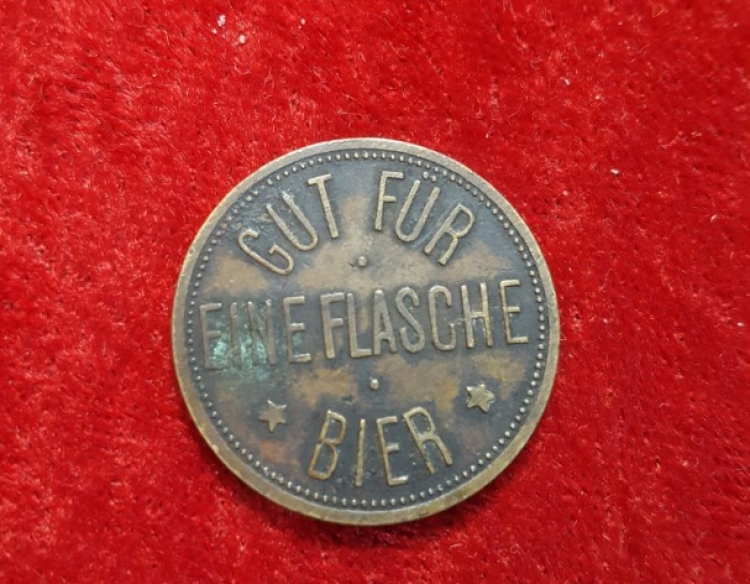 GUT FÜR
EINE FLASCHE
BIER